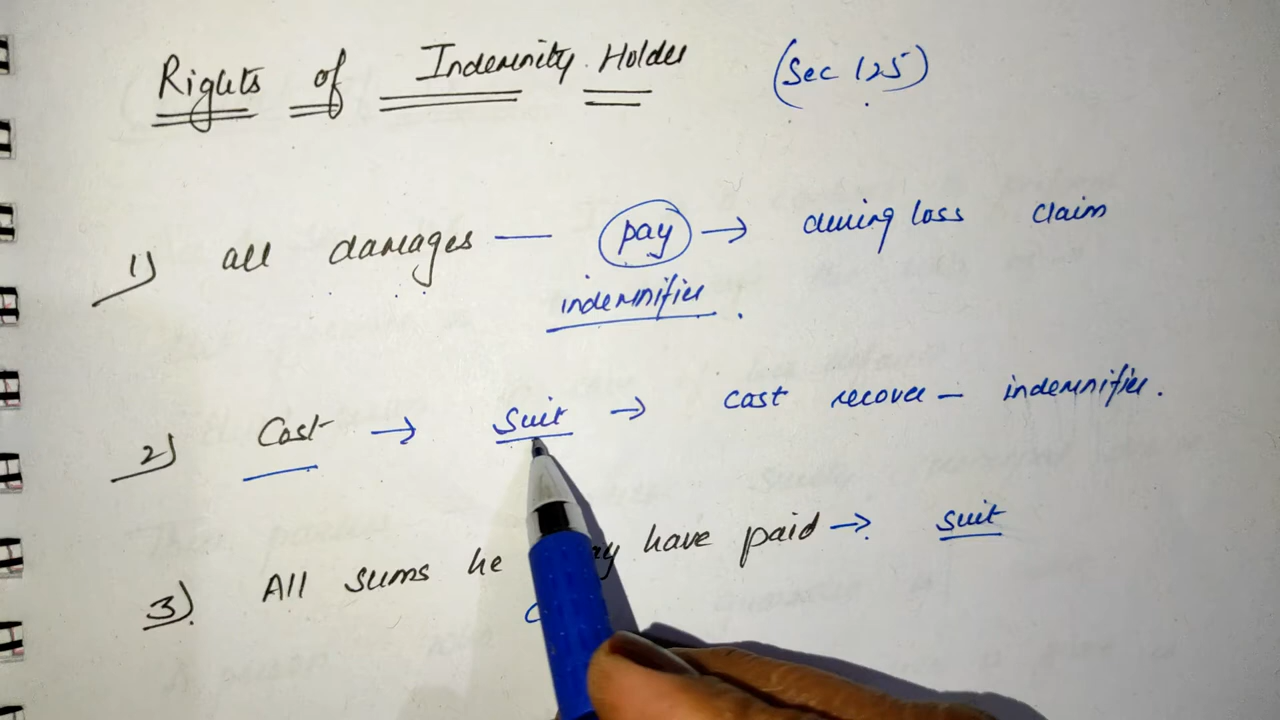 Rights of Indemnity Holder (Sec 125)
1) all damages — pay → during loss claim
indemnifier.
2) Cost → suit → cost recover – indemnifier.
3) All sums he have paid → suit